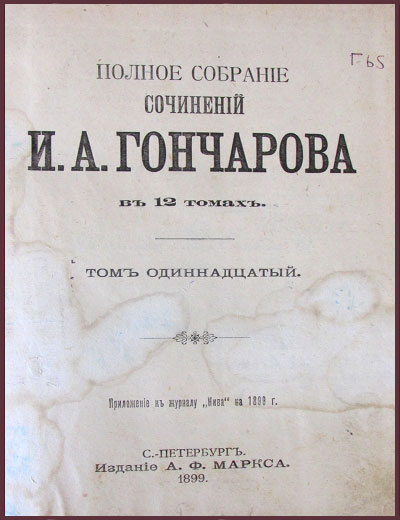 Г-65
ПОЛНОЕ СОБРАНІЕ
СОЧИНЕНІЙ
И. А. ГОНЧАРОВА
въ 12 томахъ.
ТОМЪ ОДИННАДЦАТЫЙ.
Приложеніе къ журналу „Нива“ на 1899 г.
С.-ПЕТЕРБУРГЪ.
Изданіе А. Ф. МАРКСА.
1899.